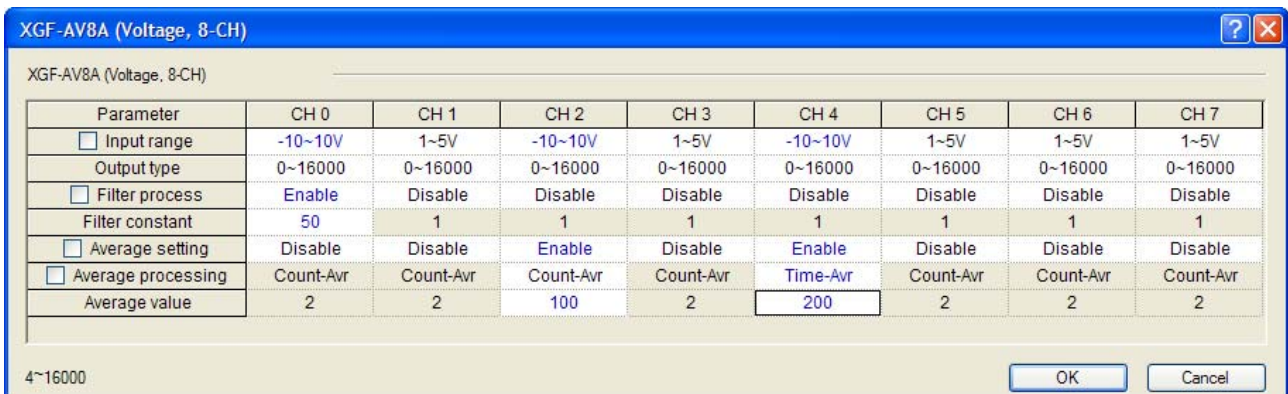 XGF-AV8A (Voltage, 8-CH)
XGF-AV8A (Voltage, 8-CH)
Parameter CH 0 CH 1 CH 2 CH 3 CH 4 CH 5 CH 6 CH 7
Input range -10~10V 1~5V -10~10V 1~5V -10~10V 1~5V 1~5V 1~5V
Output type 0~16000 0~16000 0~16000 0~16000 0~16000 0~16000 0~16000 0~16000
Filter process Enable Disable Disable Disable Disable Disable Disable Disable
Filter constant 50 1 1 1 1 1 1 1
Average setting Disable Disable Enable Disable Enable Disable Disable Disable
Average processing Count-Avr Count-Avr Count-Avr Count-Avr Time-Avr Count-Avr Count-Avr Count-Avr
Average value 2 2 100 2 200 2 2 2
4~16000
OK Cancel